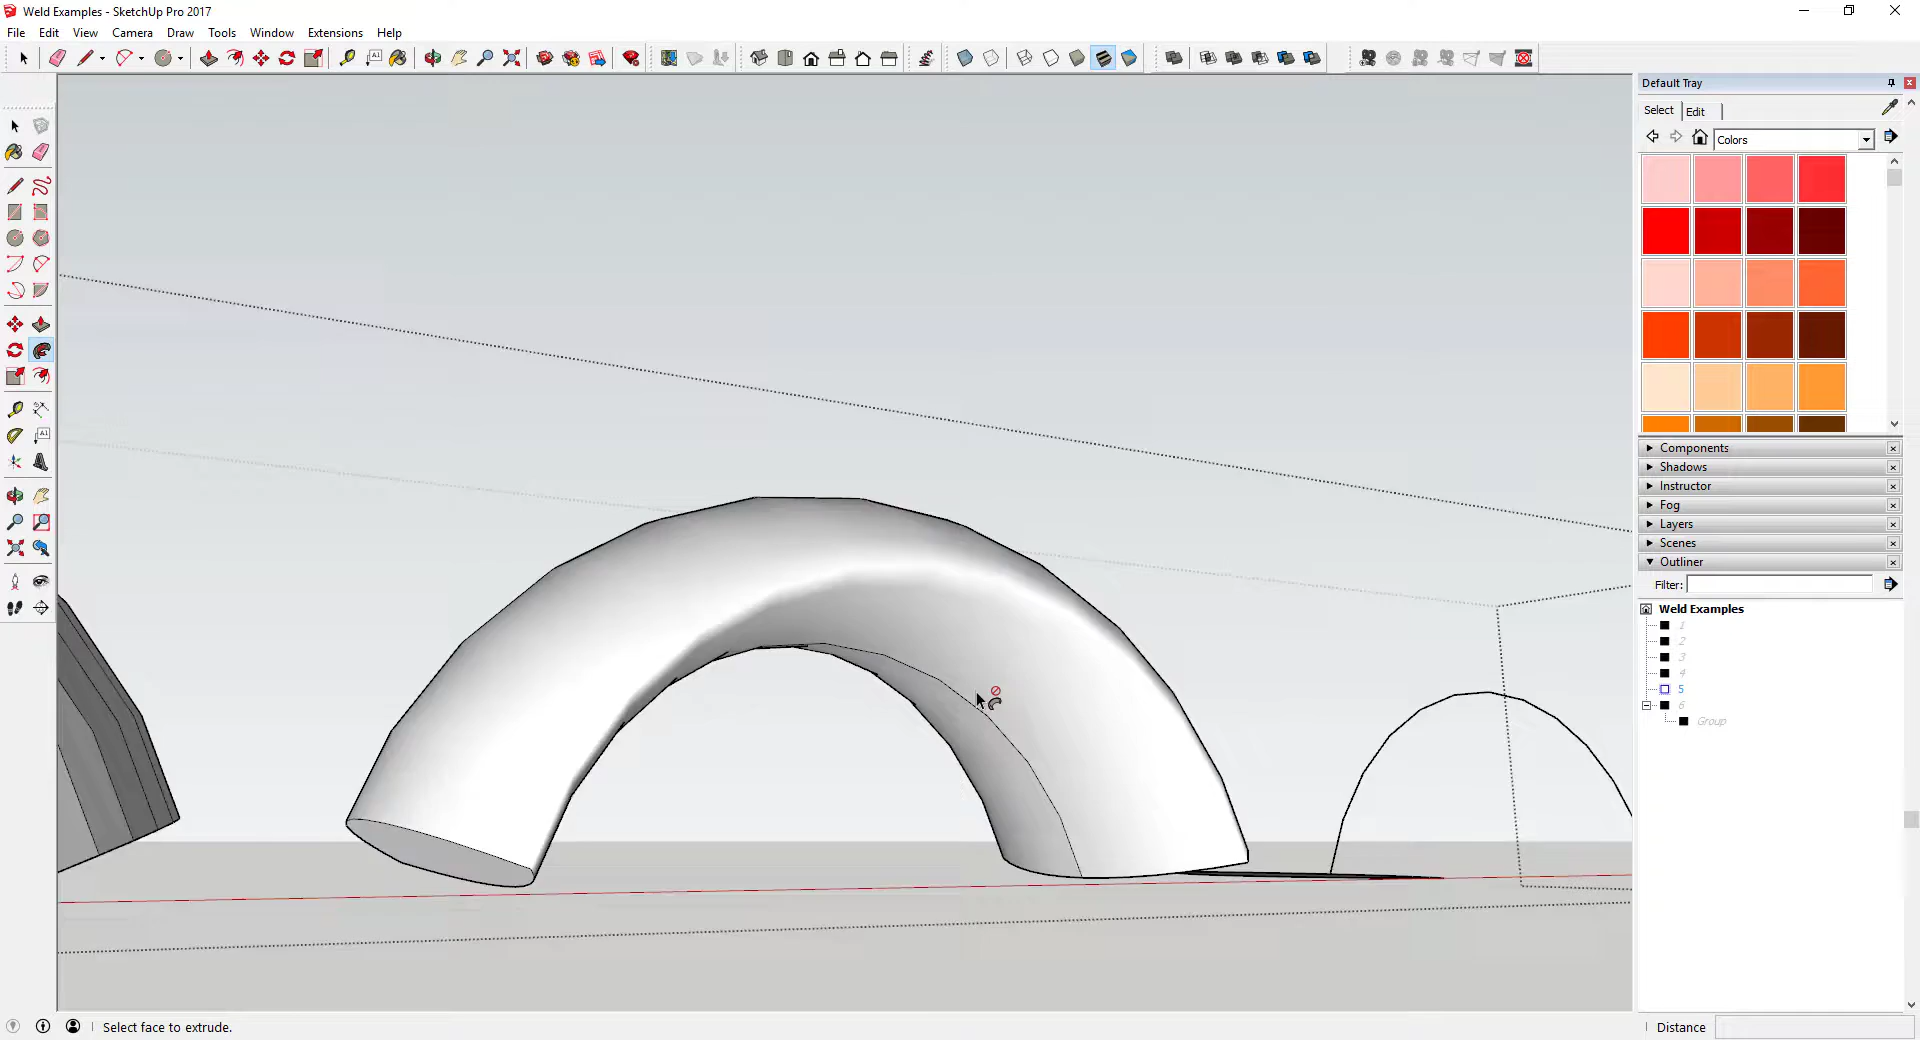 Weld Examples - SketchUp Pro 2017
File Edit View Camera Draw Tools Window Extensions Help
Default Tray
Select Edit
Colors
Components
Shadows
Instructor
Fog
Layers
Scenes
Outliner
Filter:
Weld Examples
1
2
3
4
5
6
Group
Select face to extrude.
Distance